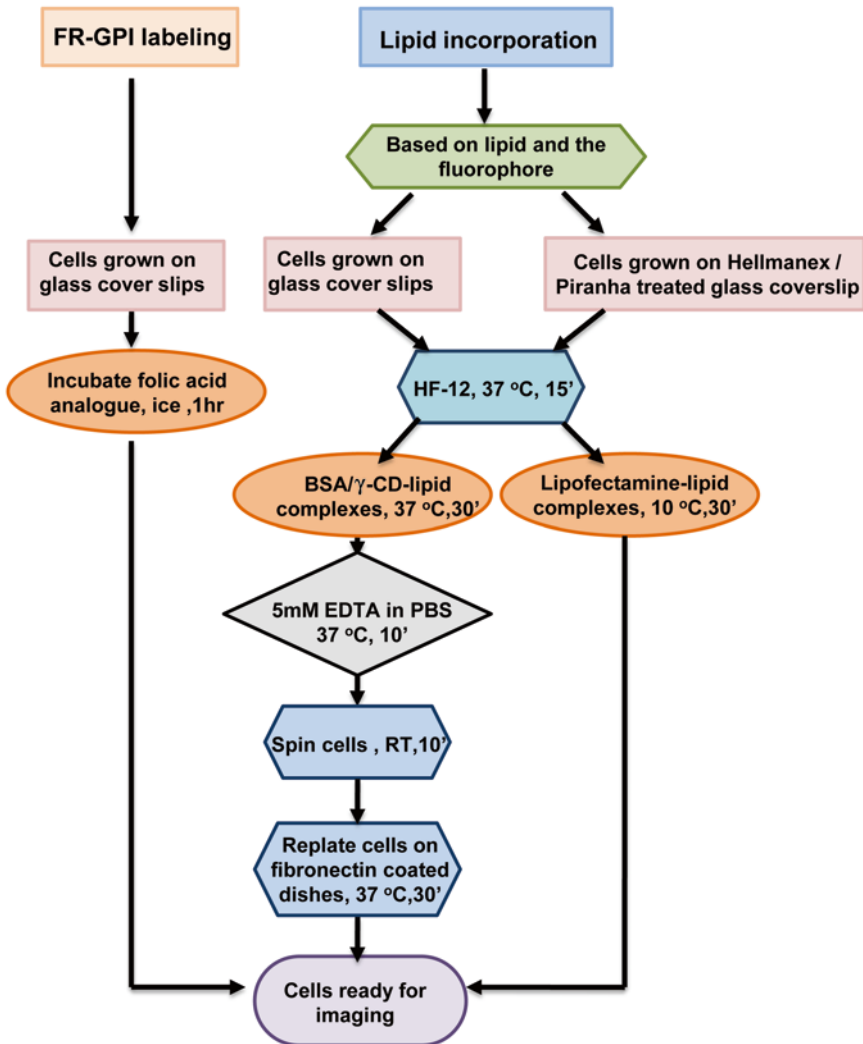 FR-GPI labeling
Lipid incorporation
Based on lipid and the
fluorophore
Cells grown on
glass cover slips
Cells grown on
glass cover slips
Cells grown on Hellmanex /
Piranha treated glass coverslip
Incubate folic acid
analogue, ice ,1hr
HF-12, 37 ºC, 15’
BSA/γ-CD-lipid
complexes, 37 ºC,30’
Lipofectamine-lipid
complexes, 10 ºC,30’
5mM EDTA in PBS
37 ºC, 10’
Spin cells , RT,10’
Replate cells on
fibronectin coated
dishes, 37 ºC,30’
Cells ready for
imaging